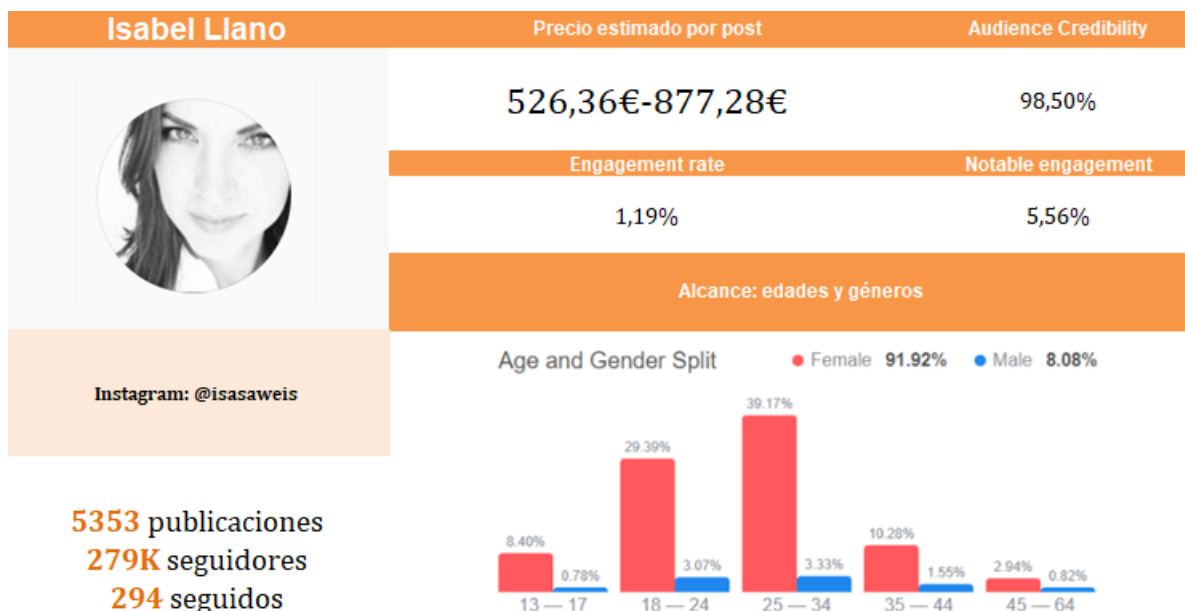 Isabel Llano
Precio estimado por post
Audience Credibility
526,36€-877,28€
98,50%
Engagement rate
Notable engagement
1,19%
5,56%
Alcance: edades y géneros
Instagram: @isasaweis
5353 publicaciones
279K seguidores
294 seguidos
Age and Gender Split
Female 91.92%
Male 8.08%
8.40%
0.78%
29.39%
3.07%
39.17%
3.33%
10.28%
1.55%
2.94%
0.82%
13 — 17
18 — 24
25 — 34
35 — 44
45 — 64